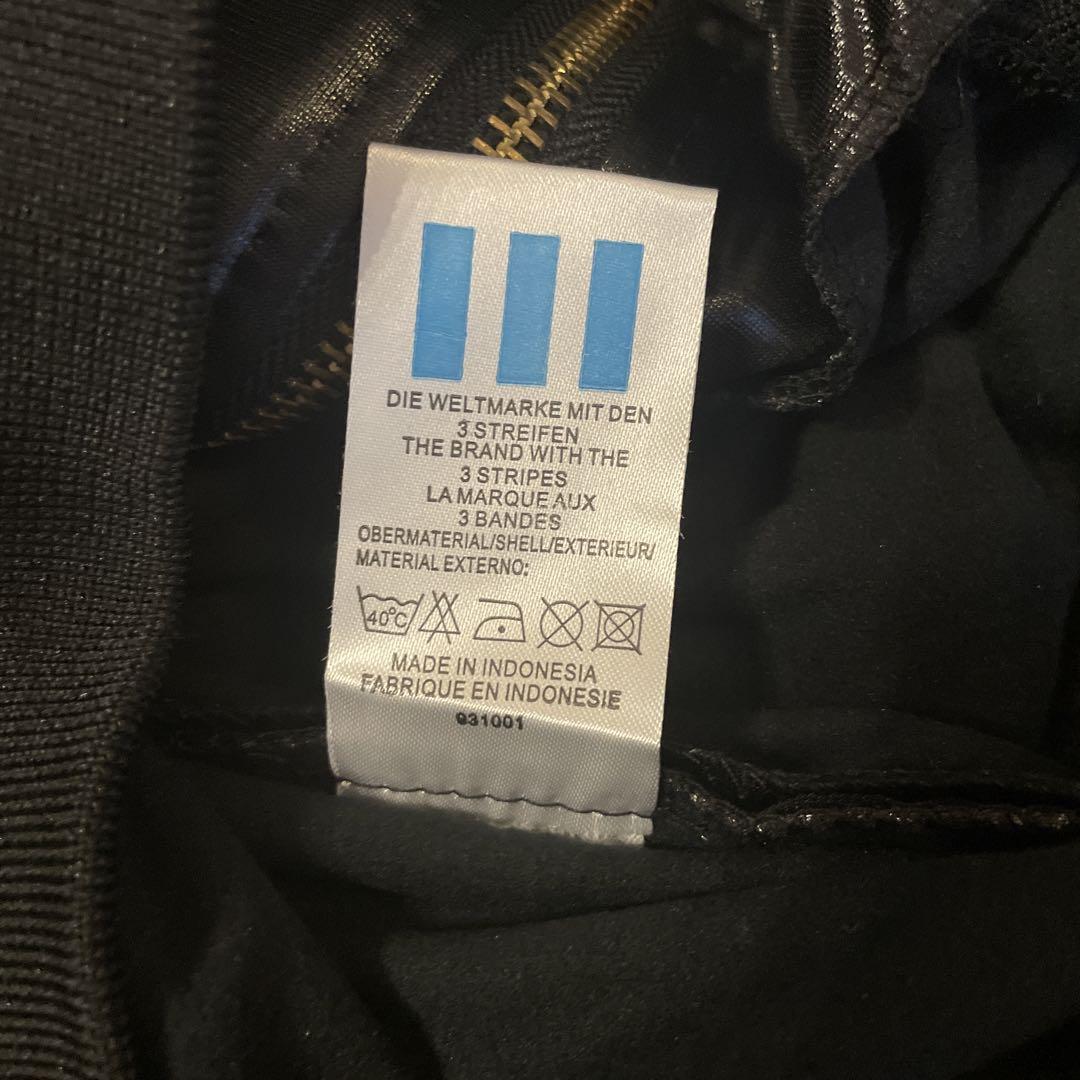 DIE WELTMARKE MIT DEN
3 STREIFEN
THE BRAND WITH THE
3 STRIPES
LA MARQUE AUX
3 BANDES
OBERMATERIAL/SHELL/EXTERIEUR/
MATERIAL EXTERNO:
40°C
MADE IN INDONESIA
FABRIQUE EN INDONESIE
031001